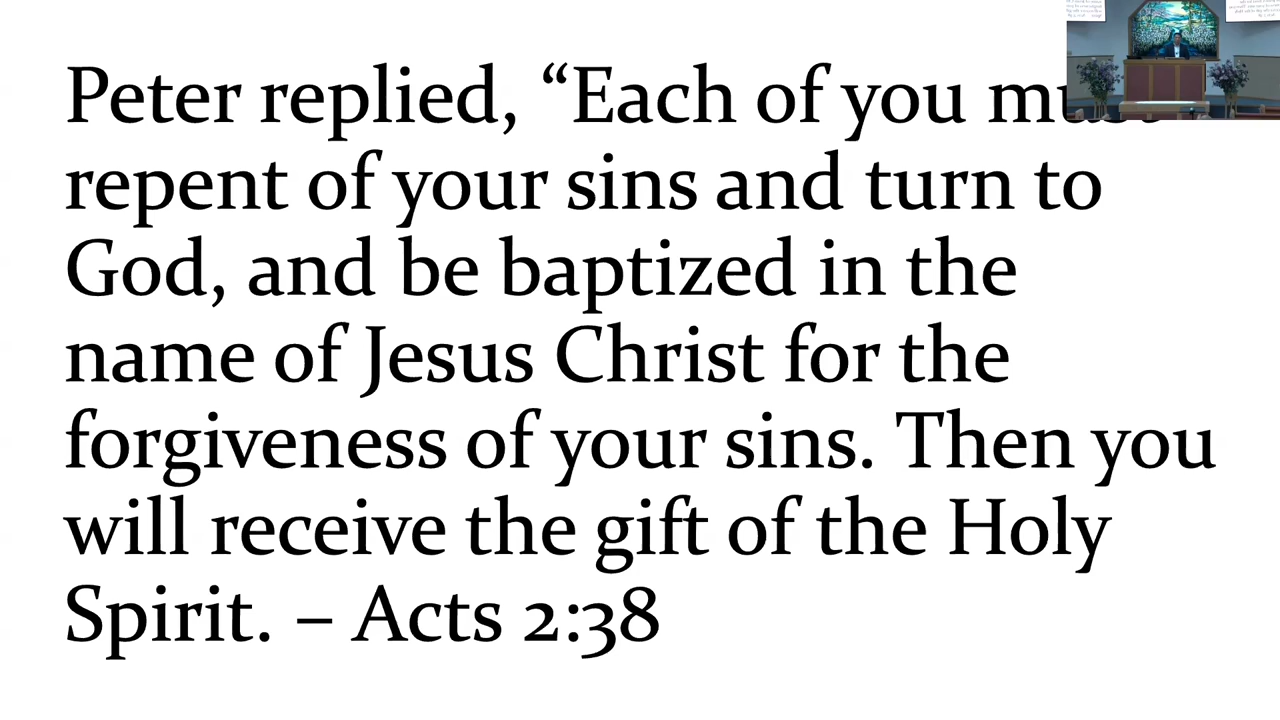 Peter replied, “Each of you
repent of your sins and turn to
God, and be baptized in the
name of Jesus Christ for the
forgiveness of your sins. Then you
will receive the gift of the Holy
Spirit. – Acts 2:38